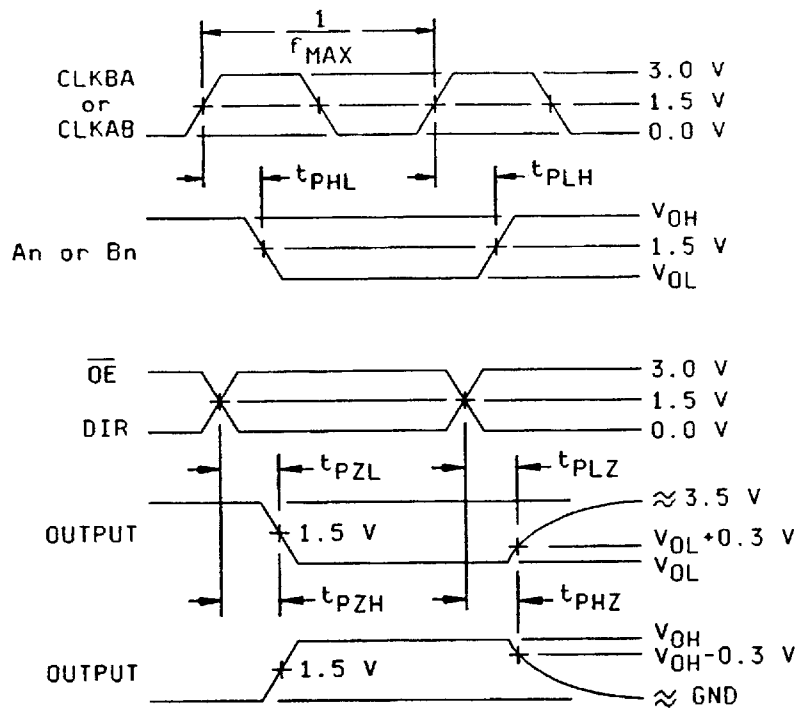 1
fMAX
CLKBA
or
CLKAB
3.0 V
1.5 V
0.0 V
tPHL
tPLH
An or Bn
VOH
1.5 V
VOL
OE
DIR
3.0 V
1.5 V
0.0 V
tPZL
tPLZ
OUTPUT
1.5 V
≈ 3.5 V
VOL+0.3 V
VOL
tPZH
tPHZ
OUTPUT
1.5 V
VOH
VOH-0.3 V
≈ GND